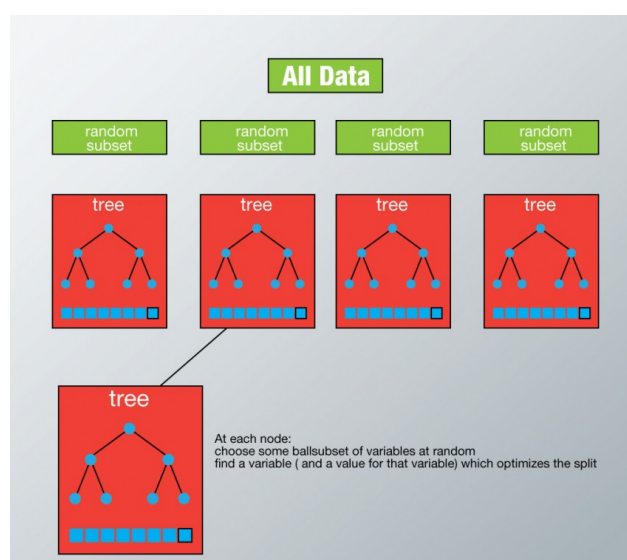 All Data
random
subset
random
subset
random
subset
random
subset
tree
tree
tree
tree
tree
At each node:
choose some ballsubset of variables at random
find a variable ( and a value for that variable) which optimizes the split